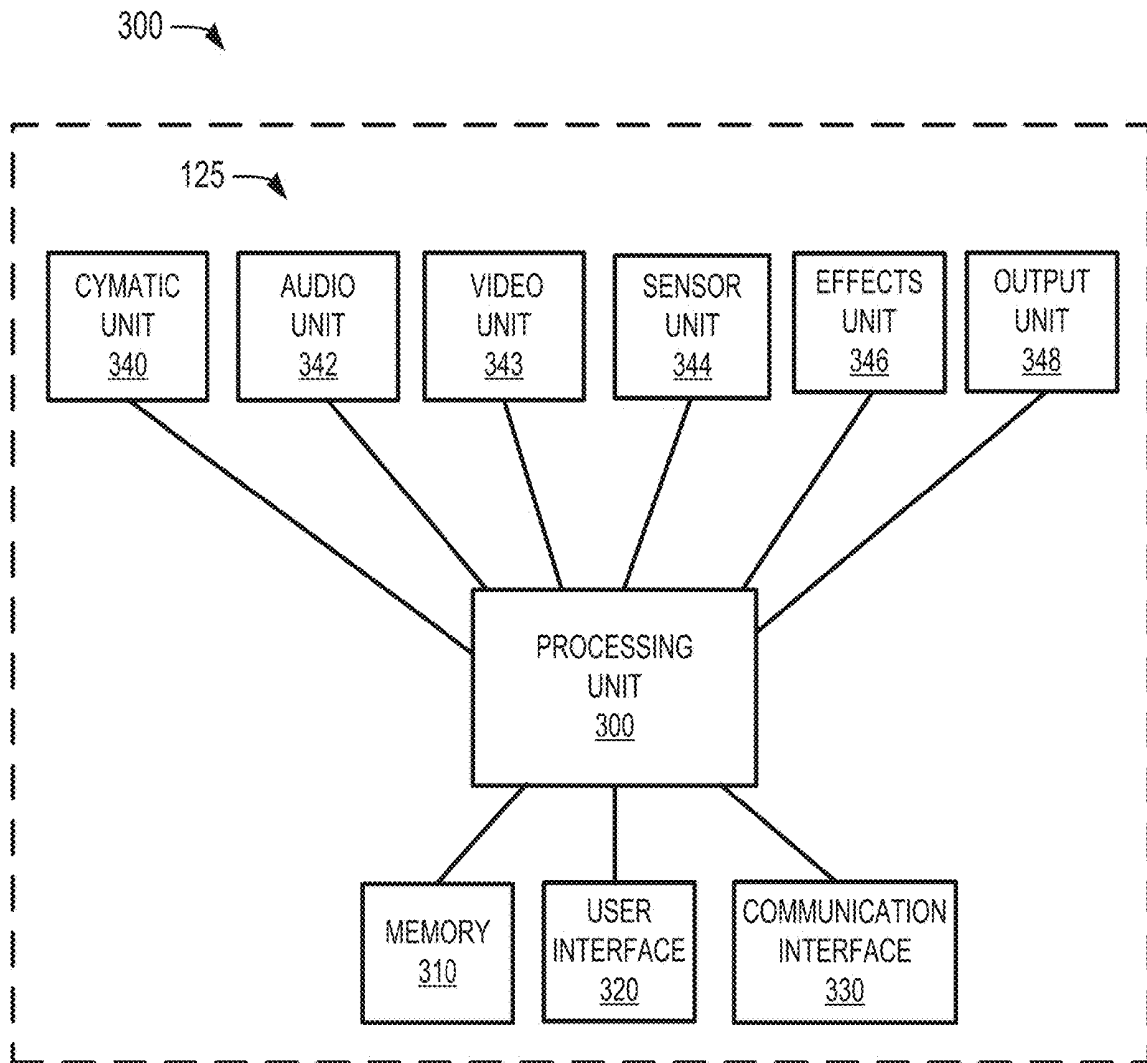 300
125
CYMATIC
UNIT
340
AUDIO
UNIT
342
VIDEO
UNIT
343
SENSOR
UNIT
344
EFFECTS
UNIT
346
OUTPUT
UNIT
348
PROCESSING
UNIT
300
MEMORY
310
USER
INTERFACE
320
COMMUNICATION
INTERFACE
330